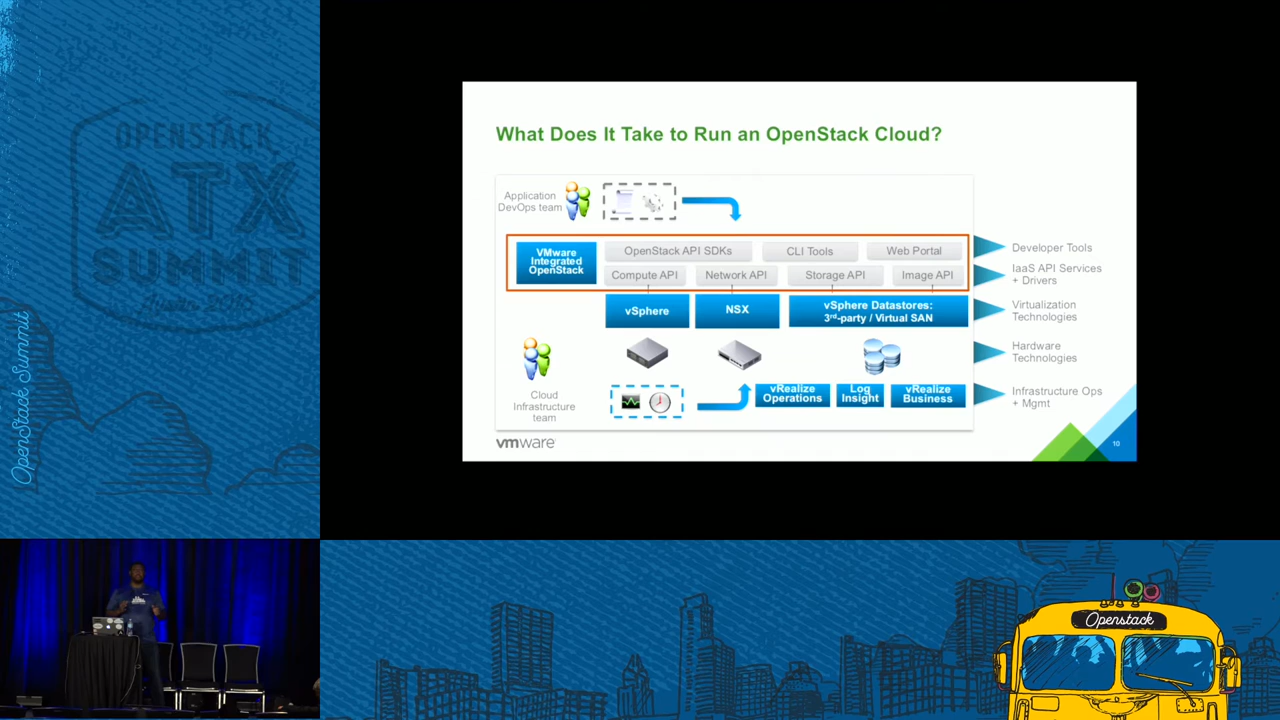 OPENSTACK
ATX
SUMMIT
OpenStack Summit
What Does It Take to Run an OpenStack Cloud?
Application
DevOps team
VMware
Integrated
OpenStack
OpenStack API SDKs
CLI Tools
Web Portal
Compute API
Network API
Storage API
Image API
vSphere
NSX
vSphere Datastores:
3rd-party / Virtual SAN
Developer Tools
IaaS API Services
+ Drivers
Virtualization
Technologies
Hardware
Technologies
Infrastructure Ops
+ Mgmt
Cloud
Infrastructure
team
vRealize
Operations
Log
Insight
vRealize
Business
vmware
10
Openstack